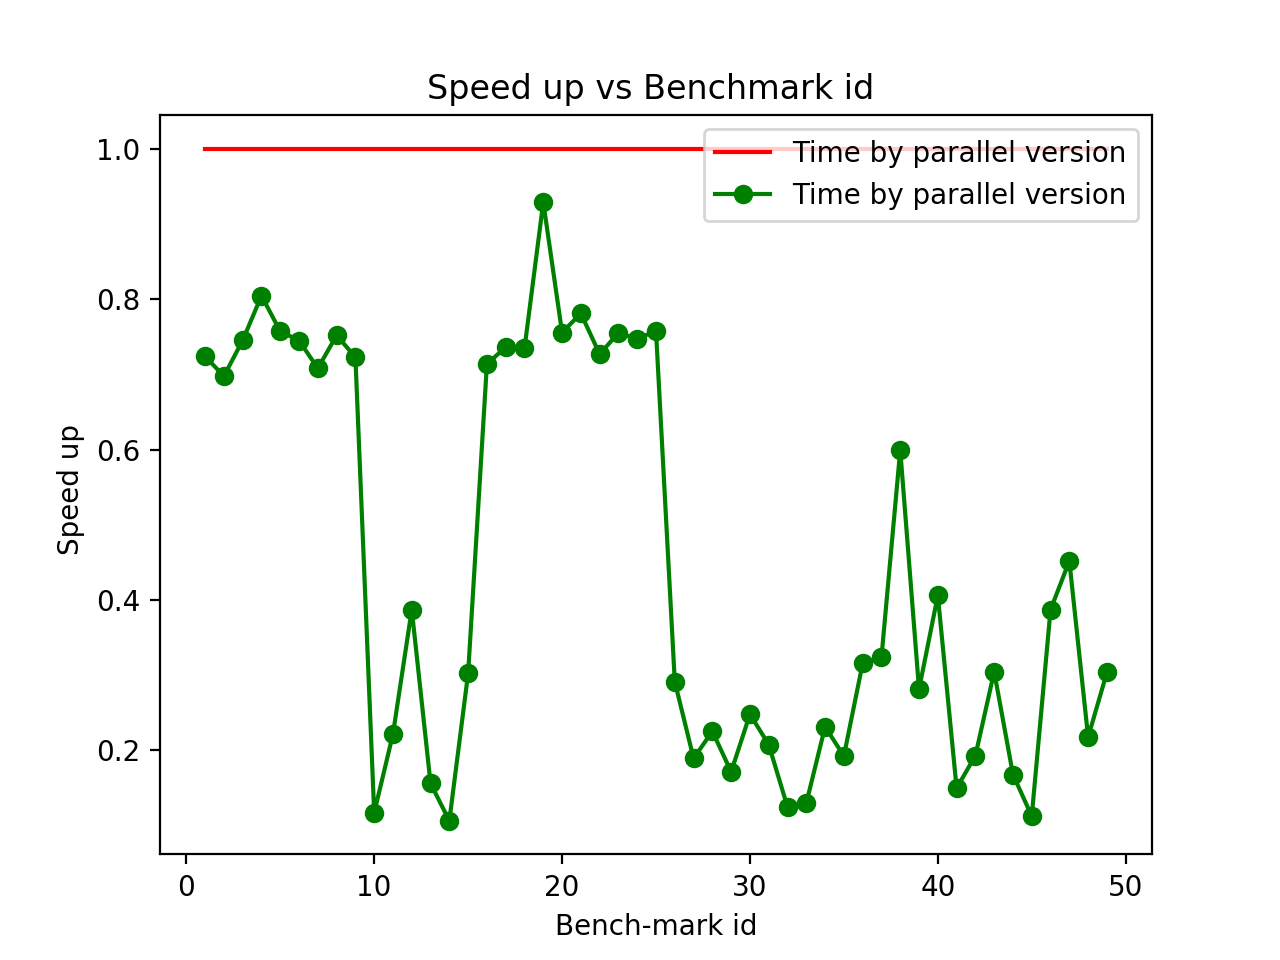 Speed up vs Benchmark id
Time by parallel version
Time by parallel version
1.0
0.8
0.6
0.4
0.2
Speed up
0 10 20 30 40 50
Bench-mark id